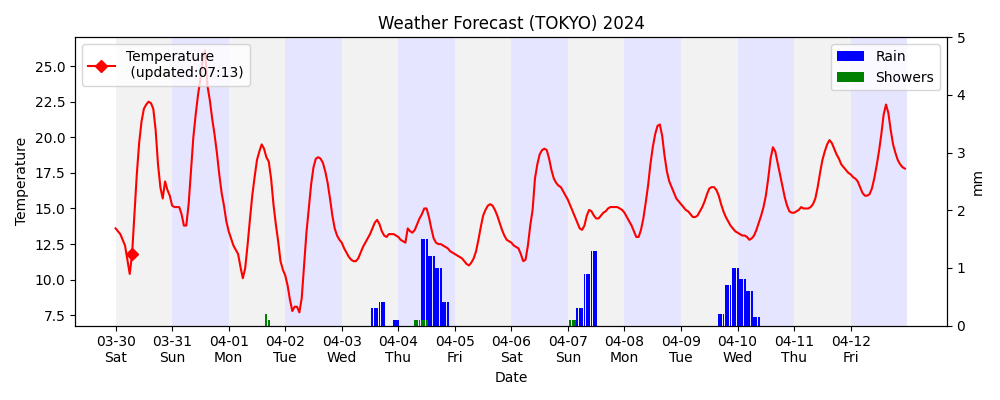 Weather Forecast (TOKYO) 2024
Temperature
(updated:07:13)
Rain
Showers
Temperature
25.0
22.5
20.0
17.5
15.0
12.5
10.0
7.5
5
4
3
2
1
0
mm
03-30 03-31 04-01 04-02 04-03 04-04 04-05 04-06 04-07 04-08 04-09 04-10 04-11 04-12
Sat Sun Mon Tue Wed Thu Fri Sat Sun Mon Tue Wed Thu Fri
Date